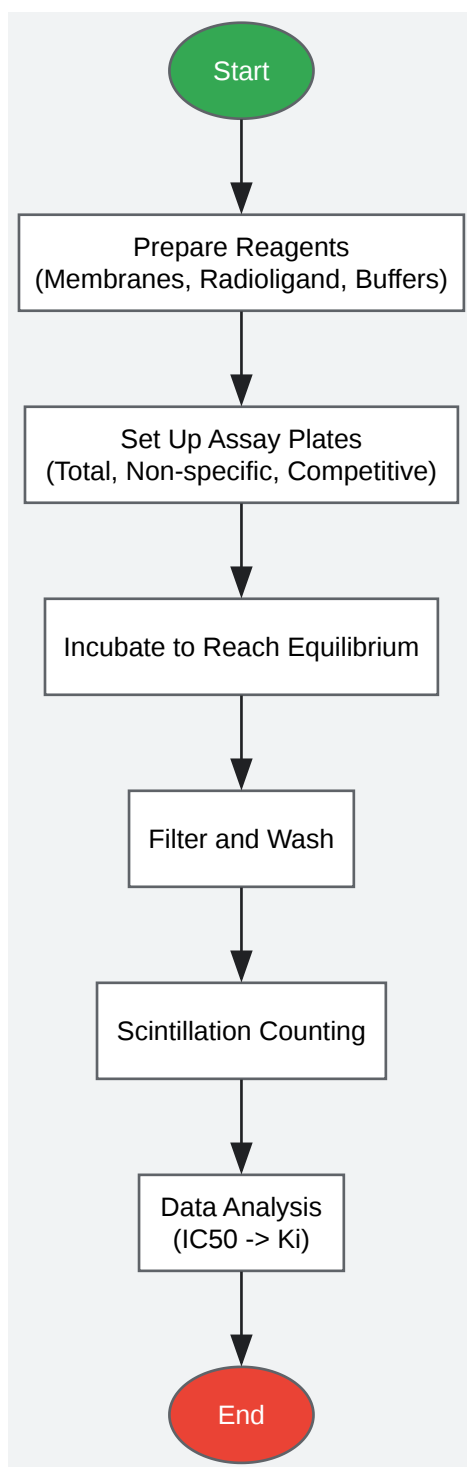 Start
Prepare Reagents
(Membranes, Radioligand, Buffers)
Set Up Assay Plates
(Total, Non-specific, Competitive)
Incubate to Reach Equilibrium
Filter and Wash
Scintillation Counting
Data Analysis
(IC50 -> Ki)
End